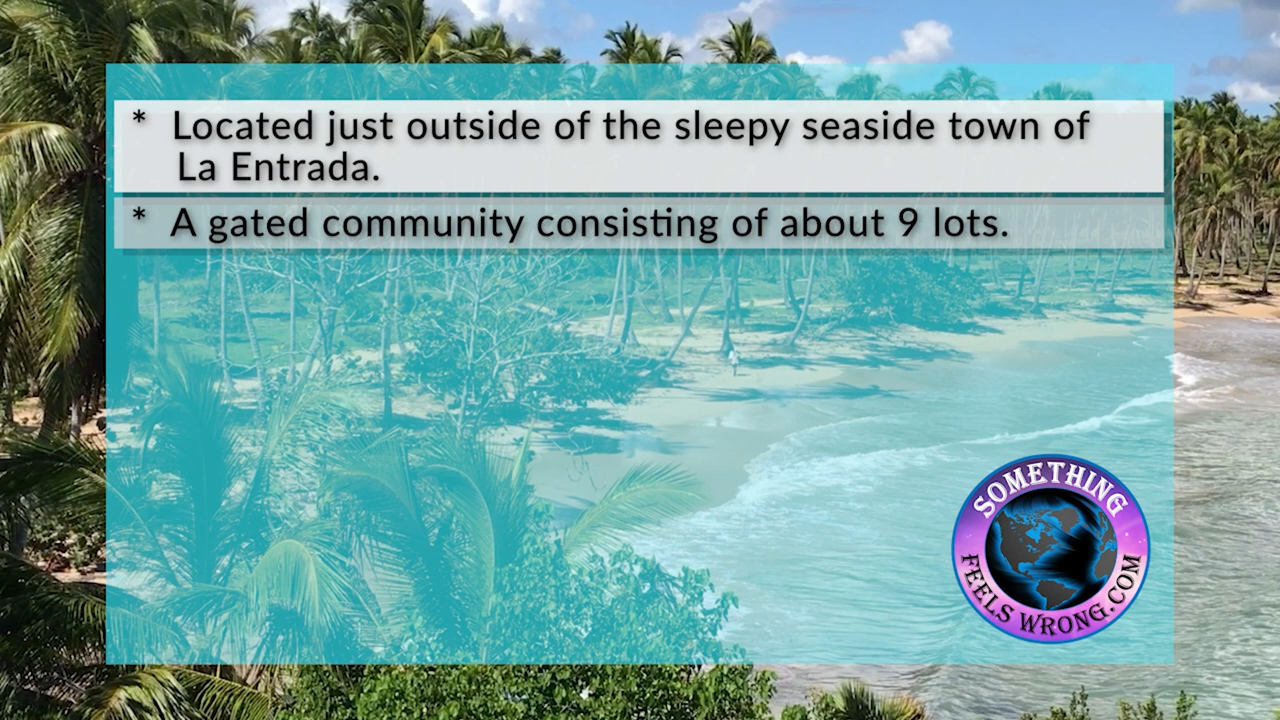 * Located just outside of the sleepy seaside town of
La Entrada.
* A gated community consisting of about 9 lots.
SOMETHING
FEELS WRONG.COM